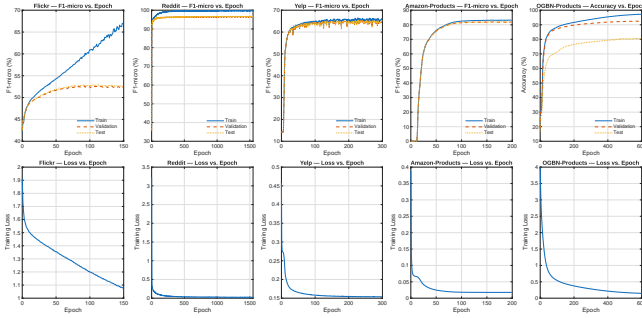 Flickr — F1-micro vs. Epoch
70
65
60
55
50
45
40
F1-micro (%)
Train
Validation
Test
0 50 100 150
Epoch
Reddit — F1-micro vs. Epoch
100
90
80
70
60
50
40
30
F1-micro (%)
Train
Validation
Test
0 500 1000 1500
Epoch
Yelp — F1-micro vs. Epoch
70
60
50
40
30
20
10
F1-micro (%)
Train
Validation
Test
0 100 200 300
Epoch
Amazon-Products — F1-micro vs. Epoch
90
80
70
60
50
40
30
20
10
F1-micro (%)
Train
Validation
Test
0 50 100 150 200
Epoch
OGBN-Products — Accuracy vs. Epoch
100
90
80
70
60
50
40
30
20
10
0
Accuracy (%)
Train
Validation
Test
0 200 400 600
Epoch
Flickr — Loss vs. Epoch
2
1.9
1.8
1.7
1.6
1.5
1.4
1.3
1.2
1.1
1
Training Loss
0 50 100 150
Epoch
Reddit — Loss vs. Epoch
3.5
3
2.5
2
1.5
1
0.5
0
Training Loss
0 500 1000 1500
Epoch
Yelp — Loss vs. Epoch
0.5
0.45
0.4
0.35
0.3
0.25
0.2
0.15
Training Loss
0 100 200 300
Epoch
Amazon-Products — Loss vs. Epoch
0.4
0.35
0.3
0.25
0.2
0.15
0.1
0.05
0
Training Loss
0 50 100 150 200
Epoch
OGBN-Products — Loss vs. Epoch
4
3.5
3
2.5
2
1.5
1
0.5
0
Training Loss
0 200 400 600
Epoch